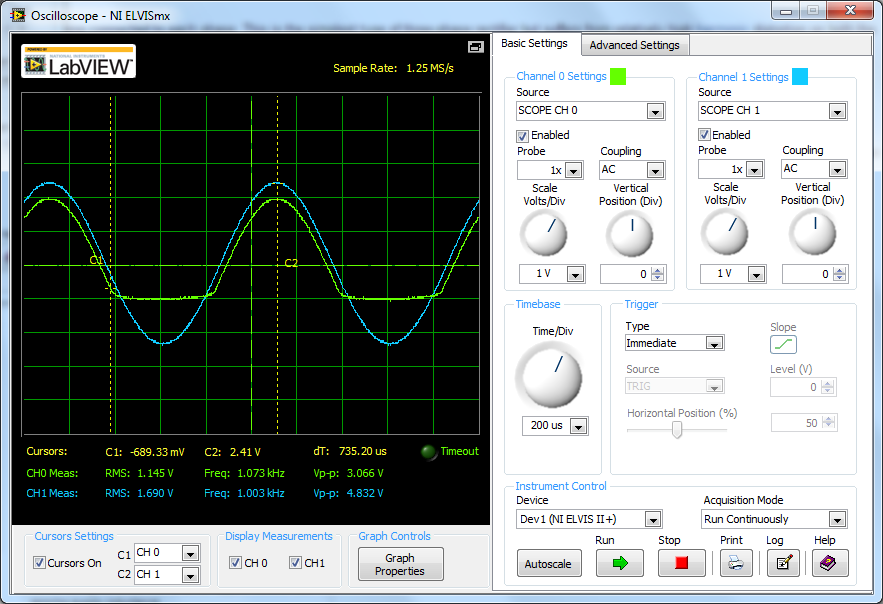 Oscilloscope - NI ELVISmx
POWERED BY
NATIONAL INSTRUMENTS
LabVIEW™
Sample Rate: 1.25 MS/s
C1
C2
Cursors: C1: -689.33 mV C2: 2.41 V dT: 735.20 us Timeout
CH0 Meas: RMS: 1.145 V Freq: 1.073 kHz Vp-p: 3.066 V
CH1 Meas: RMS: 1.690 V Freq: 1.003 kHz Vp-p: 4.832 V
Cursors Settings
Cursors On
C1 CH 0
C2 CH 1
Display Measurements
CH 0 CH1
Graph Controls
Graph
Properties
Basic Settings Advanced Settings
Channel 0 Settings
Source
SCOPE CH 0
Enabled
Probe Coupling
1x AC
Scale Vertical
Volts/Div Position (Div)
1 V 0
Channel 1 Settings
Source
SCOPE CH 1
Enabled
Probe Coupling
1x AC
Scale Vertical
Volts/Div Position (Div)
1 V 0
Timebase
Time/Div
200 us
Trigger
Type Slope
Immediate
Source Level (V)
TRIG 0
Horizontal Position (%)
50
Instrument Control
Device Acquisition Mode
Dev1 (NI ELVIS II+) Run Continuously
Run Stop Print Log Help
Autoscale